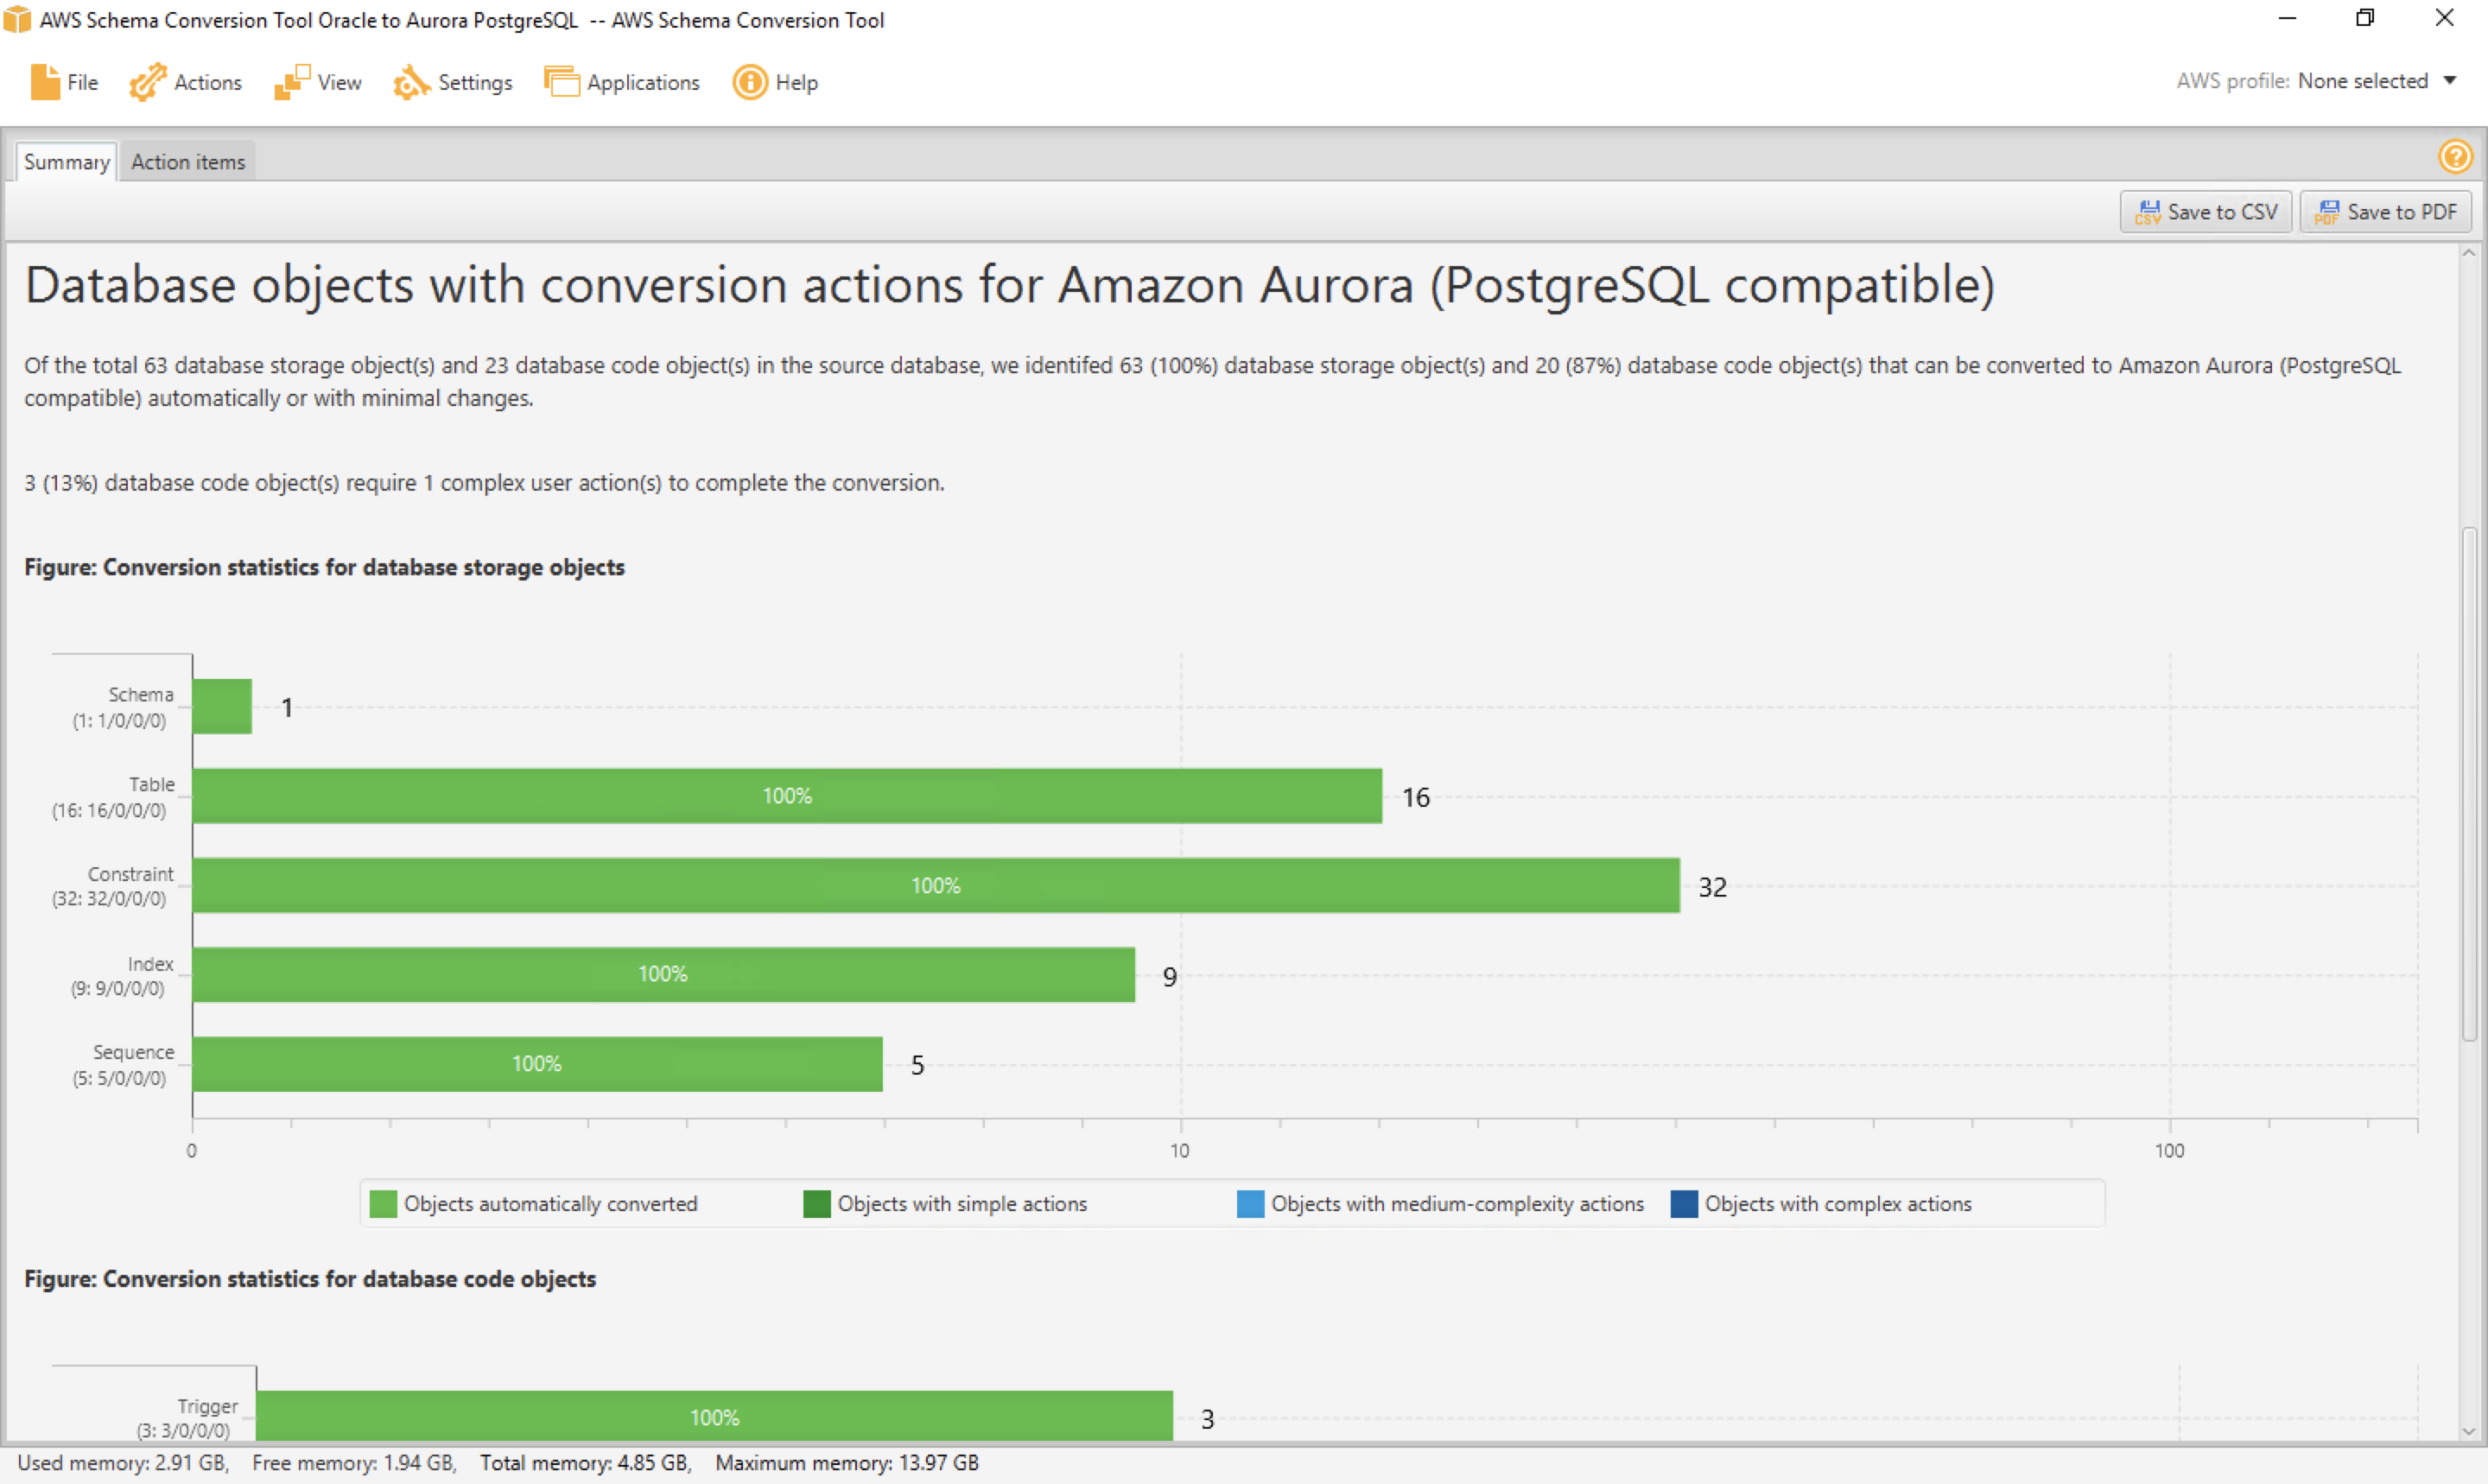 AWS Schema Conversion Tool Oracle to Aurora PostgreSQL -- AWS Schema Conversion Tool
File Actions View Settings Applications Help AWS profile: None selected
Summary Action items
CSV Save to CSV PDF Save to PDF
Database objects with conversion actions for Amazon Aurora (PostgreSQL compatible)
Of the total 63 database storage object(s) and 23 database code object(s) in the source database, we identifed 63 (100%) database storage object(s) and 20 (87%) database code object(s) that can be converted to Amazon Aurora (PostgreSQL
compatible) automatically or with minimal changes.
3 (13%) database code object(s) require 1 complex user action(s) to complete the conversion.
Figure: Conversion statistics for database storage objects
Schema
(1: 1/0/0/0)
1
Table
(16: 16/0/0/0)
100%
16
Constraint
(32: 32/0/0/0)
100%
32
Index
(9: 9/0/0/0)
100%
9
Sequence
(5: 5/0/0/0)
100%
5
0 10 100
Objects automatically converted Objects with simple actions Objects with medium-complexity actions Objects with complex actions
Figure: Conversion statistics for database code objects
Trigger
(3: 3/0/0/0)
100%
3
Used memory: 2.91 GB, Free memory: 1.94 GB, Total memory: 4.85 GB, Maximum memory: 13.97 GB